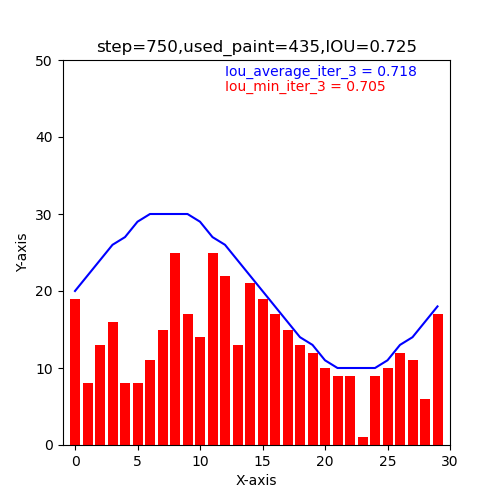 step=750,used_paint=435,IOU=0.725
Iou_average_iter_3 = 0.718
Iou_min_iter_3 = 0.705
50
40
30
20
10
0
Y-axis
0 5 10 15 20 25 30
X-axis